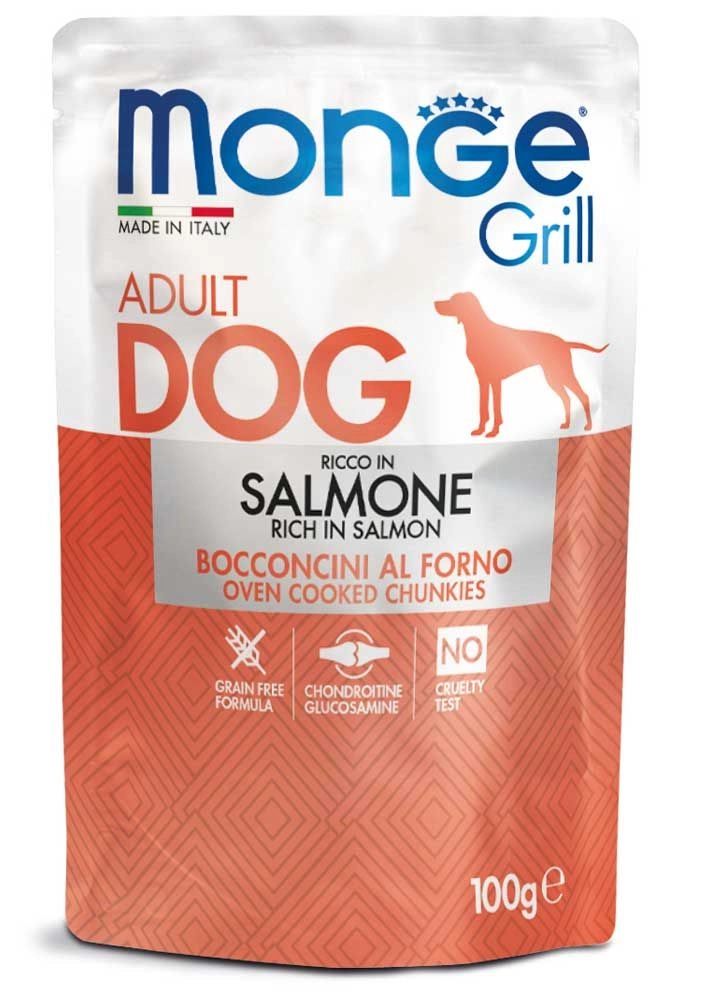 monGe®
Grill
MADE IN ITALY
ADULT
DOG
RICCO IN
SALMONE
RICH IN SALMON
BOCCONCINI AL FORNO
OVEN COOKED CHUNKIES
GRAIN FREE
FORMULA
CHONDROITINE
GLUCOSAMINE
NO
CRUELTY
TEST
100g℮